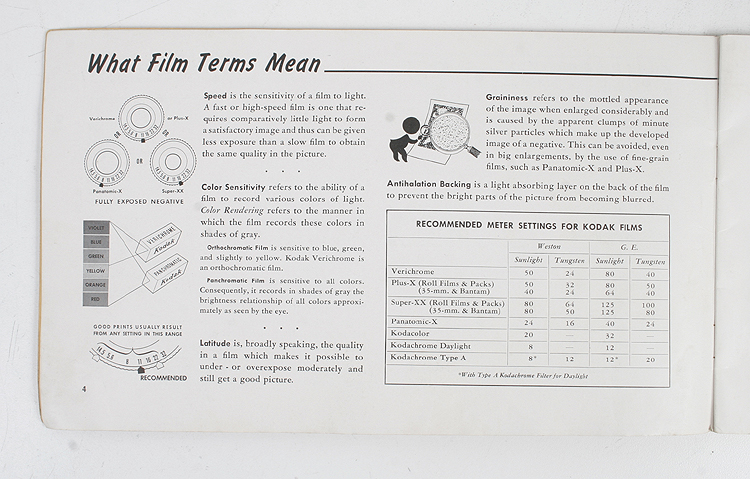 What Film Terms Mean
Verichrome
or Plus-X
OR
OR
OR
Panatomic-X
Super-XX
FULLY EXPOSED NEGATIVE
Speed is the sensitivity of a film to light.
A fast or high-speed film is one that re-
quires comparatively little light to form
a satisfactory image and thus can be given
less exposure than a slow film to obtain
the same quality in the picture.
VIOLET
BLUE
GREEN
YELLOW
ORANGE
RED
VERICHROME
Kodak
PANCHROMATIC
Kodak
Color Sensitivity refers to the ability of a
film to record various colors of light.
Color Rendering refers to the manner in
which the film records these colors in
shades of gray.
Orthochromatic Film is sensitive to blue, green,
and slightly to yellow. Kodak Verichrome is
an orthochromatic film.
Panchromatic Film is sensitive to all colors.
Consequently, it records in shades of gray the
brightness relationship of all colors approxi-
mately as seen by the eye.
GOOD PRINTS USUALLY RESULT
FROM ANY SETTING IN THIS RANGE
4.5 5.6 8 11 16 22 32
RECOMMENDED
Latitude is, broadly speaking, the quality
in a film which makes it possible to
under - or overexpose moderately and
still get a good picture.
4
Graininess refers to the mottled appearance
of the image when enlarged considerably and
is caused by the apparent clumps of minute
silver particles which make up the developed
image of a negative. This can be avoided, even
in big enlargements, by the use of fine-grain
films, such as Panatomic-X and Plus-X.
Antihalation Backing is a light absorbing layer on the back of the film
to prevent the bright parts of the picture from becoming blurred.
RECOMMENDED METER SETTINGS FOR KODAK FILMS
Weston G. E.
Sunlight Tungsten Sunlight Tungsten
Verichrome 50 24 80 40
Plus-X (Roll Films & Packs) 50 32 80 50
(35-mm. & Bantam) 40 24 64 40
Super-XX (Roll Films & Packs) 80 64 125 100
(35-mm. & Bantam) 80 50 125 80
Panatomic-X 24 16 40 24
Kodacolor 20 — 32 —
Kodachrome Daylight 8 — 12 —
Kodachrome Type A 8* 12 12* 20
*With Type A Kodachrome Filter for Daylight